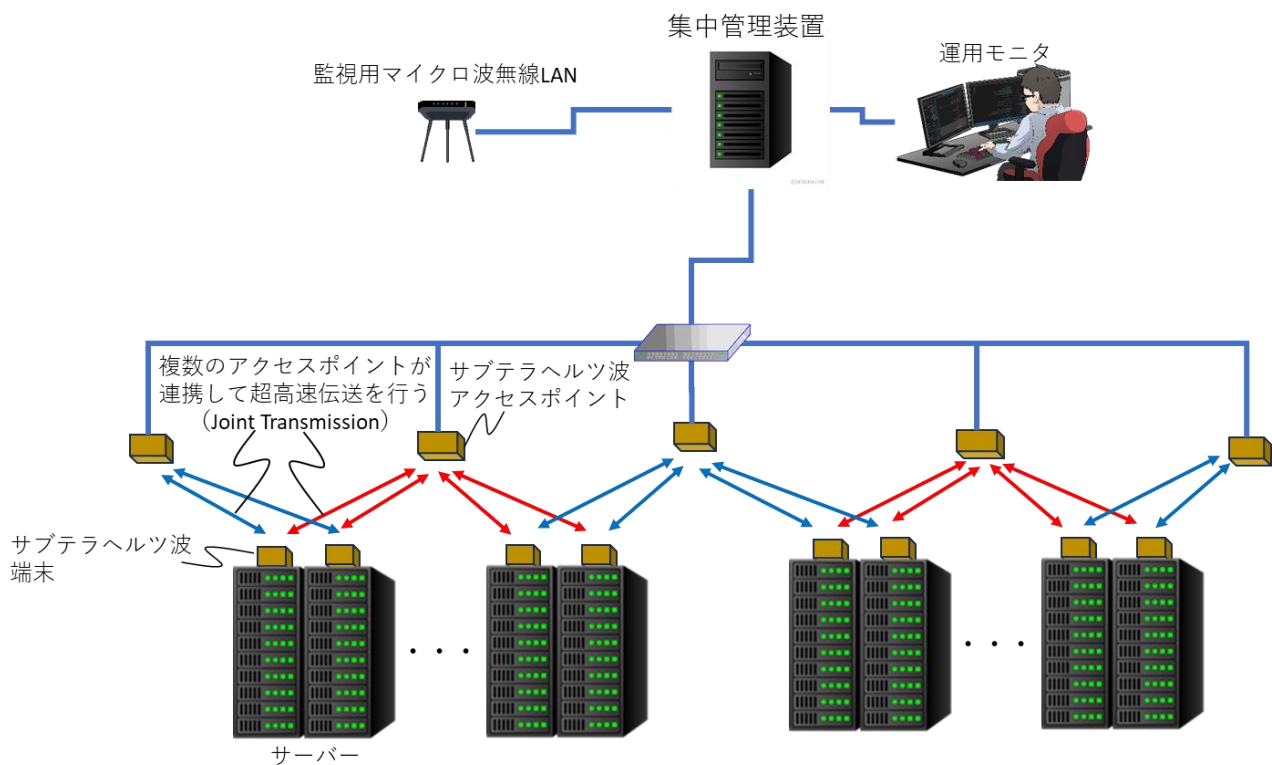 集中管理装置
監視用マイクロ波無線LAN
運用モニタ
複数のアクセスポイントが
連携して超高速伝送を行う
（Joint Transmission）
サブテラヘルツ波
アクセスポイント
サブテラヘルツ波
端末
・・・
・・・
サーバー